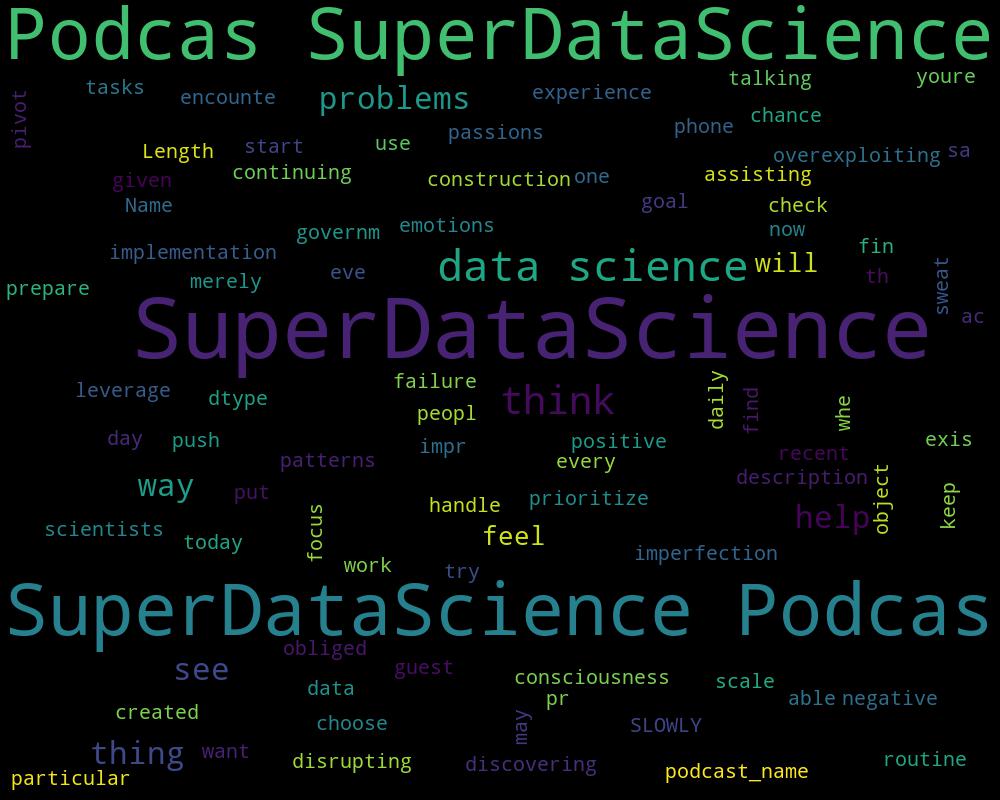 Podcas SuperDataScience
talking youre
tasks encounte problems experience
pivot
chance
passions phone
Length start use
overexploiting sa
given continuing construction one assisting
Name goal check
governm emotions now
implementation fin
merely eve data science will th
prepare sweat
SuperDataScience ac
leverage dtype failure think daily find whe
peopl
day push impr positive exis
patterns every recent
way put description
handle prioritize help object keep
scientists today focus feel
work try imperfection
SuperDataScience Podcas
obliged
see guest consciousness scale
data pr able negative
created choose may SLOWLY
thing want disrupting discovering routine
particular podcast_name